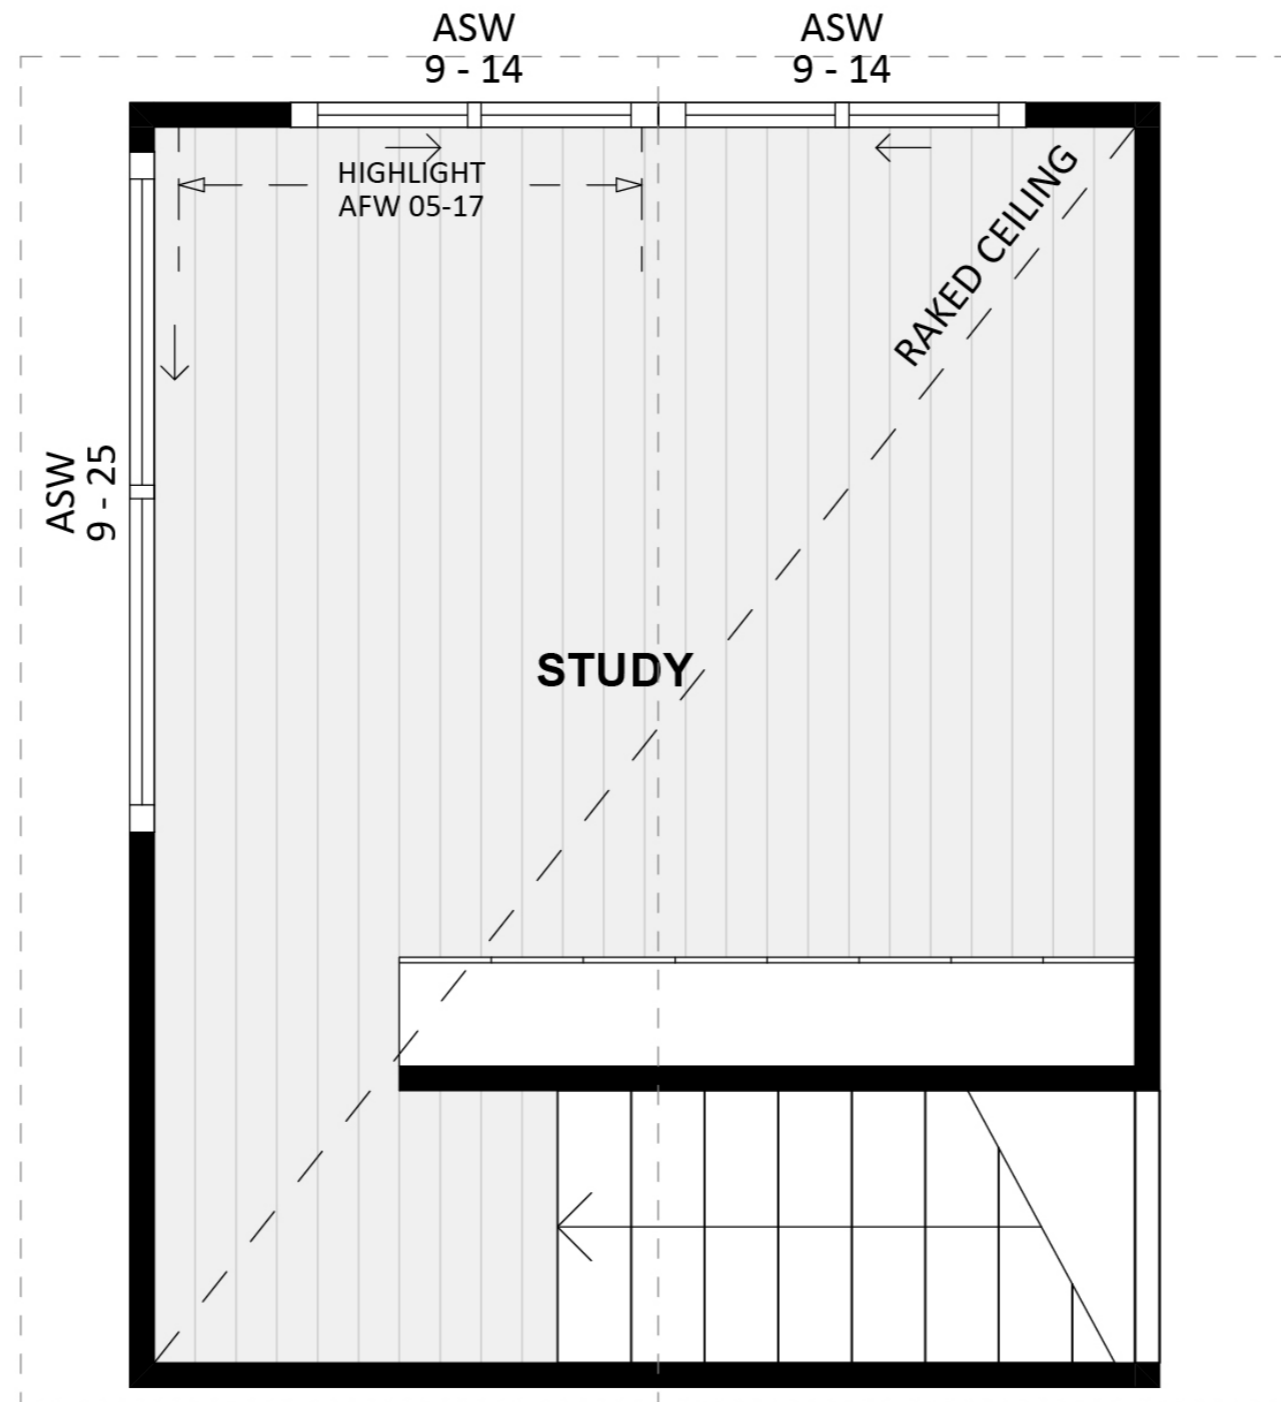 ASW
9 - 14
ASW
9 - 14
HIGHLIGHT
AFW 05-17
RAKED CEILING
ASW
9 - 25
STUDY